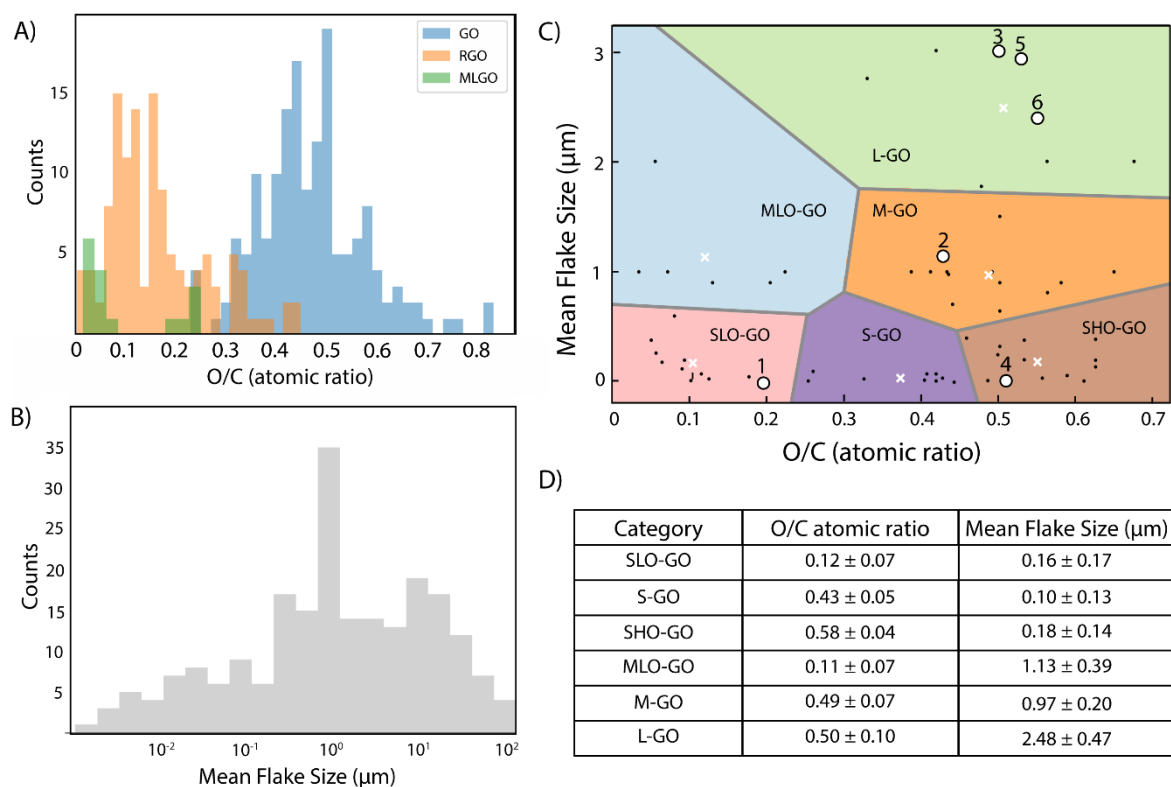 A)
GO
RGO
MLGO
15
10
5
Counts
0 0.1 0.2 0.3 0.4 0.5 0.6 0.7 0.8
O/C (atomic ratio)
B)
35
30
25
20
15
10
5
Counts
10⁻² 10⁻¹ 10⁰ 10¹ 10²
Mean Flake Size (μm)
C)
3
2
1
0
Mean Flake Size (μm)
3 5
6
L-GO
MLO-GO M-GO
2
SLO-GO S-GO SHO-GO
1 4
0 0.1 0.2 0.3 0.4 0.5 0.6 0.7
O/C (atomic ratio)
D)
Category O/C atomic ratio Mean Flake Size (μm)
SLO-GO 0.12 ± 0.07 0.16 ± 0.17
S-GO 0.43 ± 0.05 0.10 ± 0.13
SHO-GO 0.58 ± 0.04 0.18 ± 0.14
MLO-GO 0.11 ± 0.07 1.13 ± 0.39
M-GO 0.49 ± 0.07 0.97 ± 0.20
L-GO 0.50 ± 0.10 2.48 ± 0.47